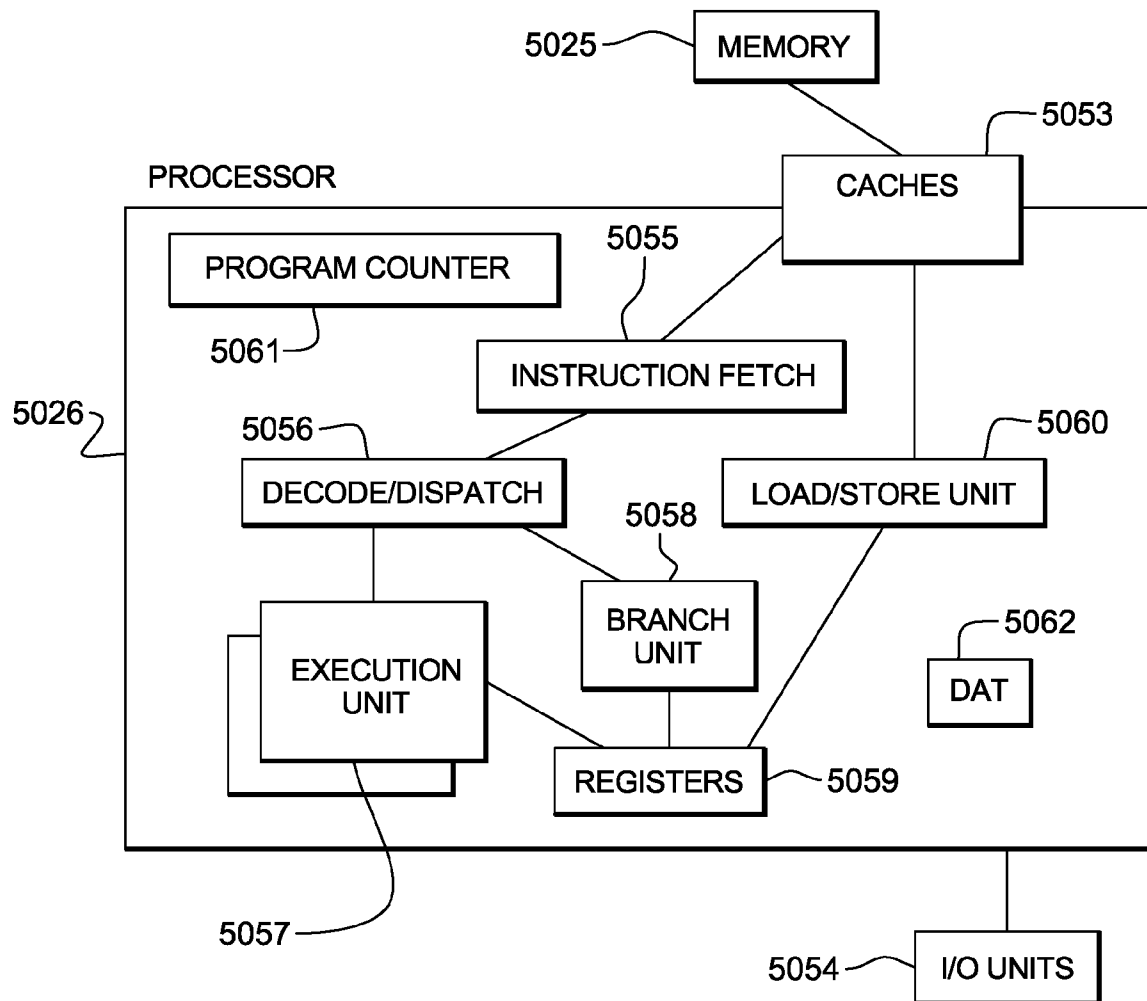 5025
MEMORY
5053
PROCESSOR
CACHES
PROGRAM COUNTER
5055
5061
INSTRUCTION FETCH
5026
5056
5060
DECODE/DISPATCH
LOAD/STORE UNIT
5058
BRANCH
UNIT
EXECUTION
UNIT
5062
DAT
REGISTERS
5059
5057
5054
I/O UNITS